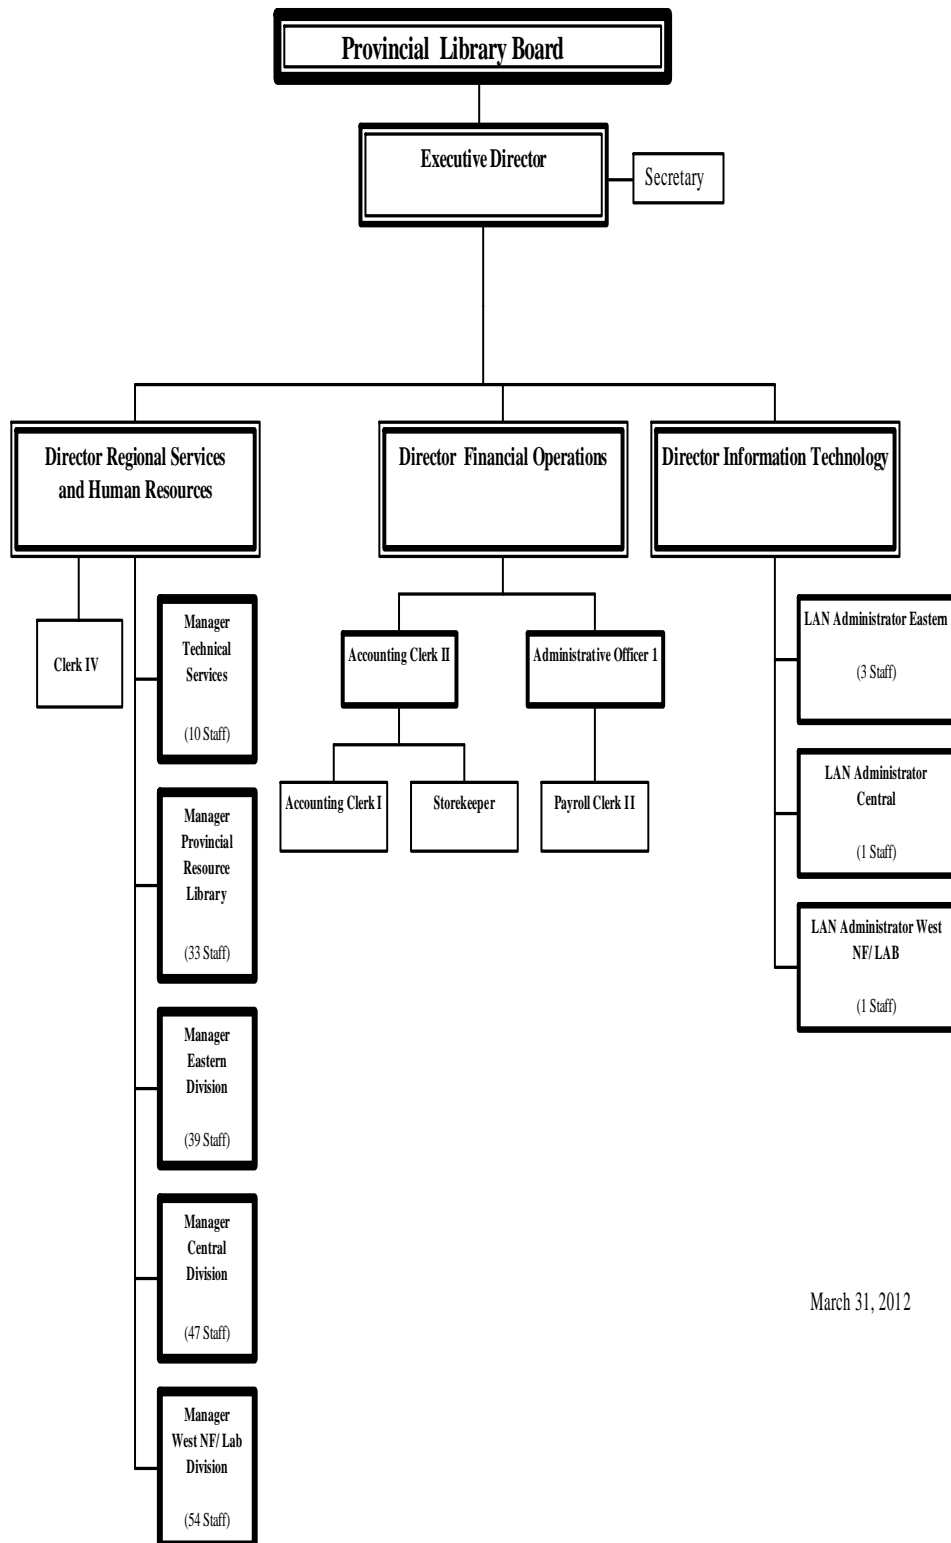 Provincial Library Board
Executive Director
Secretary
Director Regional Services
and Human Resources
Director Financial Operations
Director Information Technology
Clerk IV
Manager
Technical
Services
(10 Staff)
Manager
Provincial
Resource
Library
(33 Staff)
Manager
Eastern
Division
(39 Staff)
Manager
Central
Division
(47 Staff)
Manager
West NF/ Lab
Division
(54 Staff)
Accounting Clerk II
Administrative Officer 1
Accounting Clerk I
Storekeeper
Payroll Clerk II
LAN Administrator Eastern
(3 Staff)
LAN Administrator
Central
(1 Staff)
LAN Administrator West
NF/ LAB
(1 Staff)
March 31, 2012